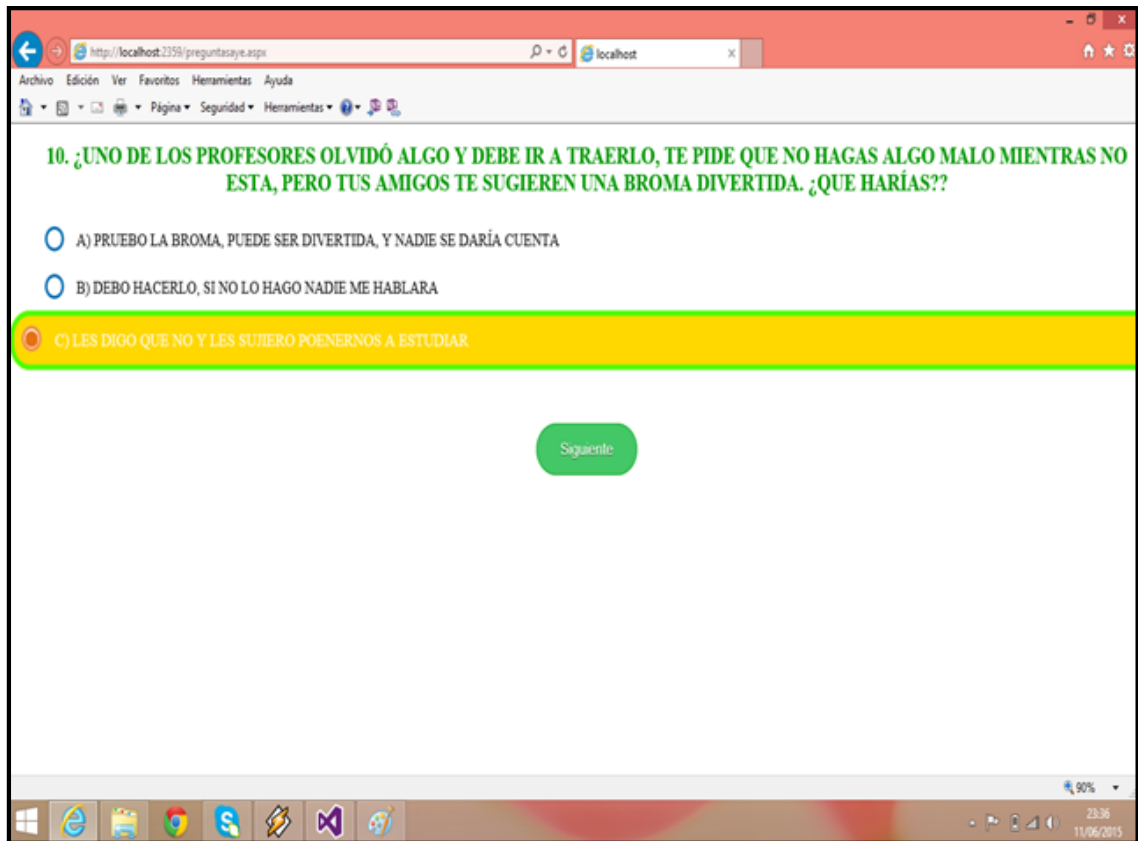 http://localhost:2359/preguntasaye.aspx
localhost
Archivo Edición Ver Favoritos Herramientas Ayuda
Página Seguridad Herramientas
10. ¿UNO DE LOS PROFESORES OLVIDÓ ALGO Y DEBE IR A TRAERLO, TE PIDE QUE NO HAGAS ALGO MALO MIENTRAS NO
ESTA, PERO TUS AMIGOS TE SUGIEREN UNA BROMA DIVERTIDA. ¿QUE HARÍAS??
A) PRUEBO LA BROMA, PUEDE SER DIVERTIDA, Y NADIE SE DARÍA CUENTA
B) DEBO HACERLO, SI NO LO HAGO NADIE ME HABLARA
C) LES DIGO QUE NO Y LES SUJIERO POENERNOS A ESTUDIAR
Siguiente
90%
23:36
11/06/2015